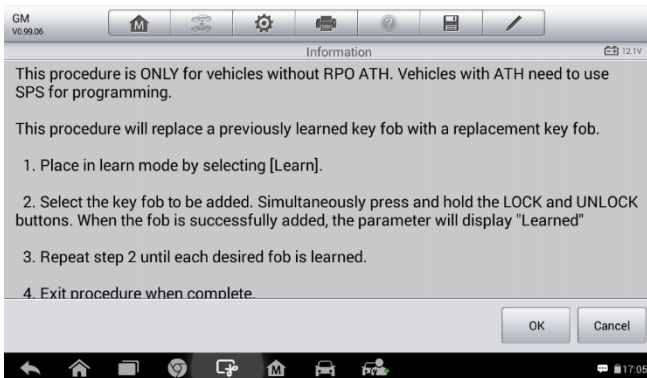 GM
V0.99.06
Information
12.1V
This procedure is ONLY for vehicles without RPO ATH. Vehicles with ATH need to use
SPS for programming.
This procedure will replace a previously learned key fob with a replacement key fob.
1. Place in learn mode by selecting [Learn].
2. Select the key fob to be added. Simultaneously press and hold the LOCK and UNLOCK
buttons. When the fob is successfully added, the parameter will display "Learned"
3. Repeat step 2 until each desired fob is learned.
4. Exit procedure when complete.
OK
Cancel
17:05